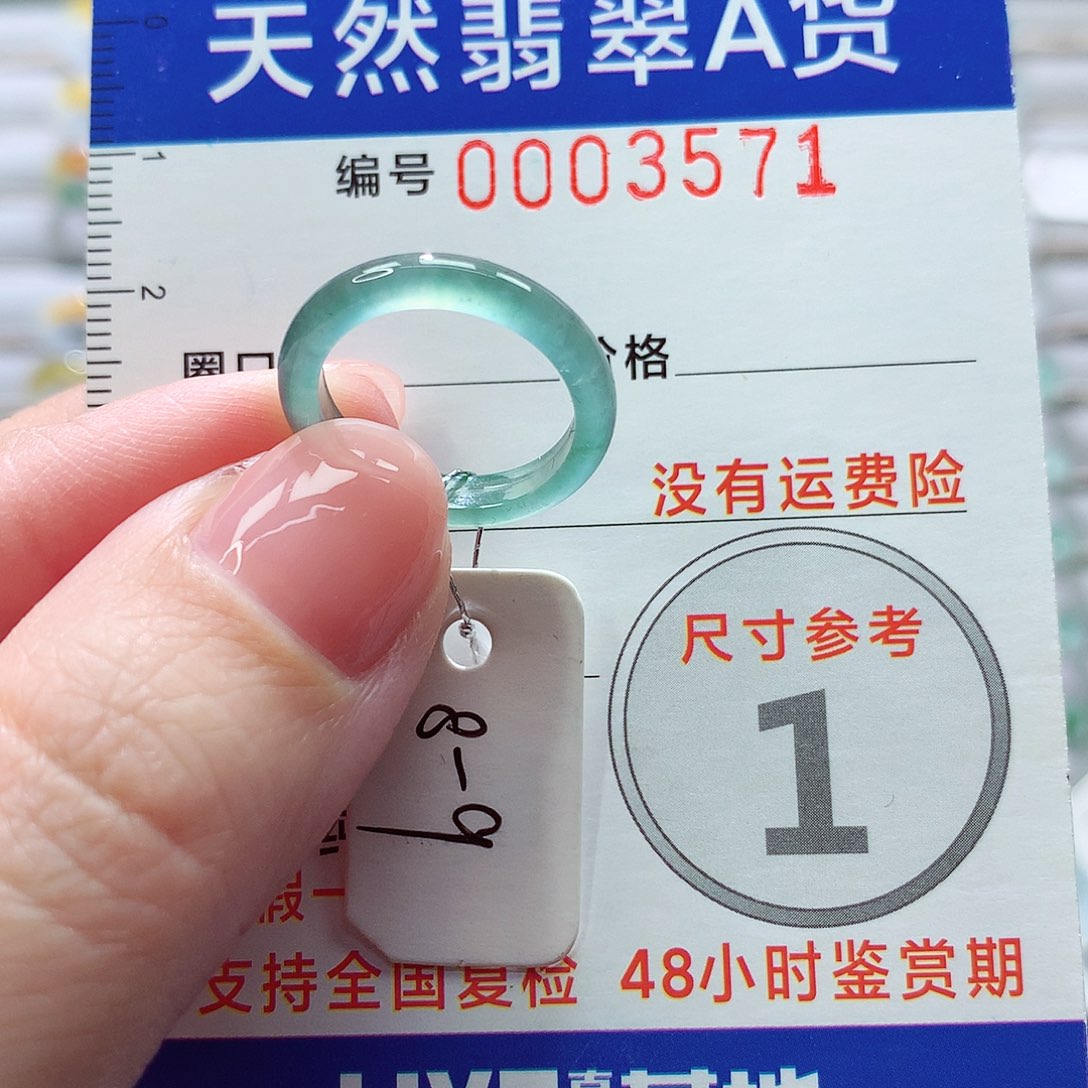 天然翡翠A货
0
1
2
编号 0003571
圈口 价格
没有运费险
尺寸参考
1
8-9
假一
支持全国复检 48小时鉴赏期